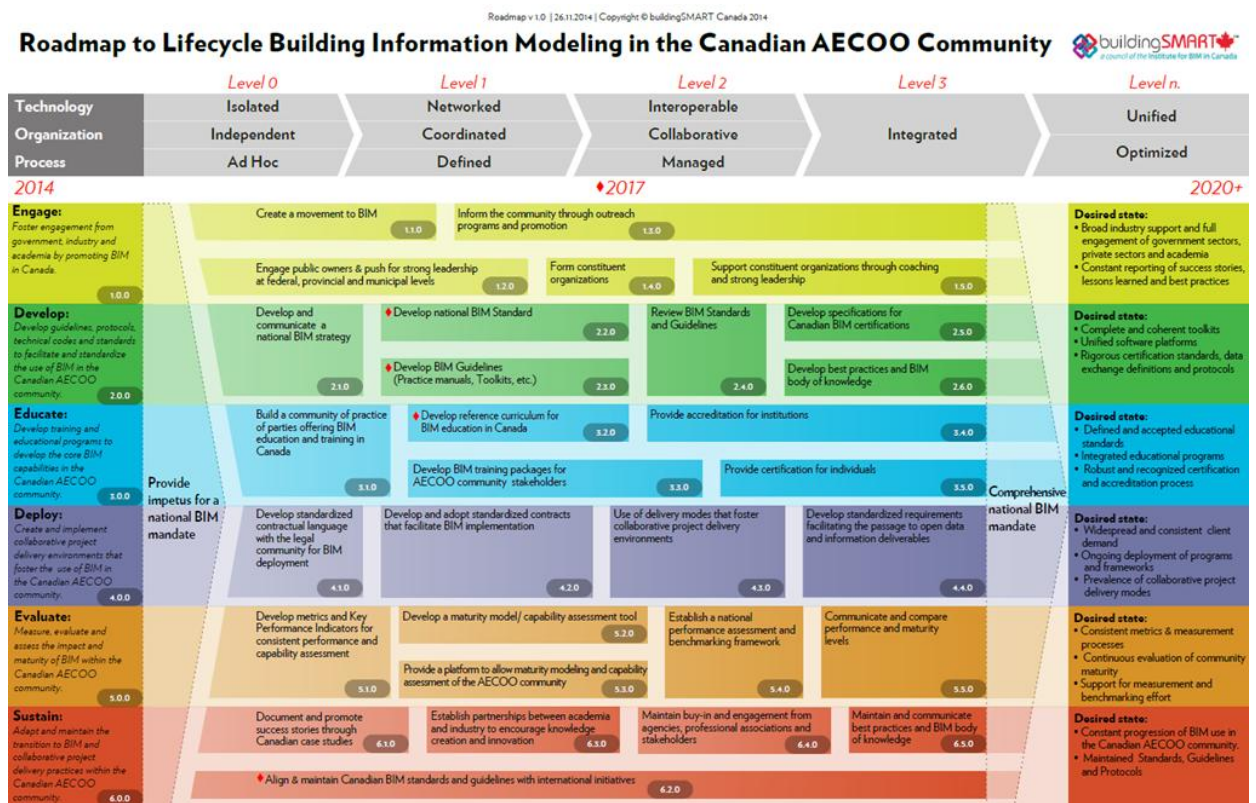 Roadmap v 1.0 | 26.11.2014 | Copyright © buildingSMART Canada 2014
Roadmap to Lifecycle Building Information Modeling in the Canadian AECOO Community
buildingSMART
a council of the Institute for BIM in Canada
Level 0
Level 1
Level 2
Level 3
Level n.
Technology
Isolated
Networked
Interoperable
Organization
Independent
Coordinated
Collaborative
Process
Ad Hoc
Defined
Managed
Integrated
Unified
Optimized
2014
♦2017
2020+
Provide
impetus for a
national BIM
mandate
Comprehensive
national BIM
mandate
Engage:
Foster engagement from
government, industry and
academia by promoting BIM
in Canada.
1.0.0
Create a movement to BIM
1.1.0
Inform the community through outreach
programs and promotion
1.3.0
Engage public owners & push for strong leadership
at federal, provincial and municipal levels
1.2.0
Form constituent
organizations
1.4.0
Support constituent organizations through coaching
and strong leadership
1.5.0
Desired state:
• Broad industry support and full
engagement of government sectors,
private sectors and academia
• Constant reporting of success stories,
lessons learned and best practices
Develop:
Develop guidelines, protocols,
technical codes and standards
to facilitate and standardize
the use of BIM in the
Canadian AECOO
community.
2.0.0
Develop and
communicate a
national BIM strategy
2.1.0
♦Develop national BIM Standard
2.2.0
♦Develop BIM Guidelines
(Practice manuals, Toolkits, etc.)
2.3.0
Review BIM Standards
and Guidelines
2.4.0
Develop specifications for
Canadian BIM certifications
2.5.0
Develop best practices and BIM
body of knowledge
2.6.0
Desired state:
• Complete and coherent toolkits
• Unified software platforms
• Rigorous certification standards, data
exchange definitions and protocols
Educate:
Develop training and
educational programs to
develop the core BIM
capabilities in the
Canadian AECOO
community.
3.0.0
Build a community of practice
of parties offering BIM
education and training in
Canada
3.1.0
♦Develop reference curriculum for
BIM education in Canada
3.2.0
Develop BIM training packages for
AECOO community stakeholders
3.3.0
Provide accreditation for institutions
3.4.0
Provide certification for individuals
3.5.0
Desired state:
• Defined and accepted educational
standards
• Integrated educational programs
• Robust and recognized certification
and accreditation process
Deploy:
Create and implement
collaborative project
delivery environments that
foster the use of BIM in
the Canadian AECOO
community.
4.0.0
Develop standardized
contractual language
with the legal
community for BIM
deployment
4.1.0
Develop and adopt standardized contracts
that facilitate BIM implementation
4.2.0
Use of delivery modes that foster
collaborative project delivery
environments
4.3.0
Develop standardized requirements
facilitating the passage to open data
and information deliverables
4.4.0
Desired state:
• Widespread and consistent client
demand
• Ongoing deployment of programs
and frameworks
• Prevalence of collaborative project
delivery modes
Evaluate:
Measure, evaluate and
assess the impact and
maturity of BIM within the
Canadian AECOO
community.
5.0.0
Develop metrics and Key
Performance Indicators for
consistent performance and
capability assessment
5.1.0
Develop a maturity model/ capability assessment tool
5.2.0
Provide a platform to allow maturity modeling and capability
assessment of the AECOO community
5.3.0
Establish a national
performance assessment and
benchmarking framework
5.4.0
Communicate and compare
performance and maturity
levels
5.5.0
Desired state:
• Consistent metrics & measurement
processes
• Continuous evaluation of community
maturity
• Support for measurement and
benchmarking effort
Sustain:
Adapt and maintain the
transition to BIM and
collaborative project
delivery practices within the
Canadian AECOO
community.
6.0.0
Document and promote
success stories through
Canadian case studies
6.1.0
Establish partnerships between academia
and industry to encourage knowledge
creation and innovation
6.3.0
Maintain buy-in and engagement from
agencies, professional associations and
stakeholders
6.4.0
Maintain and communicate
best practices and BIM body
of knowledge
6.5.0
♦Align & maintain Canadian BIM standards and guidelines with international initiatives
6.2.0
Desired state:
• Constant progression of BIM use in
the Canadian AECOO community.
• Maintained Standards, Guidelines
and Protocols